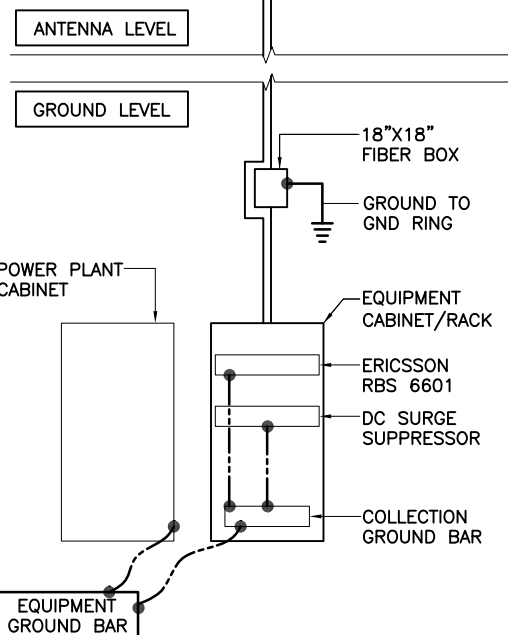 ANTENNA LEVEL
GROUND LEVEL
18"X18"
FIBER BOX
GROUND TO
GND RING
POWER PLANT
CABINET
EQUIPMENT
CABINET/RACK
ERICSSON
RBS 6601
DC SURGE
SUPPRESSOR
COLLECTION
GROUND BAR
EQUIPMENT
GROUND BAR